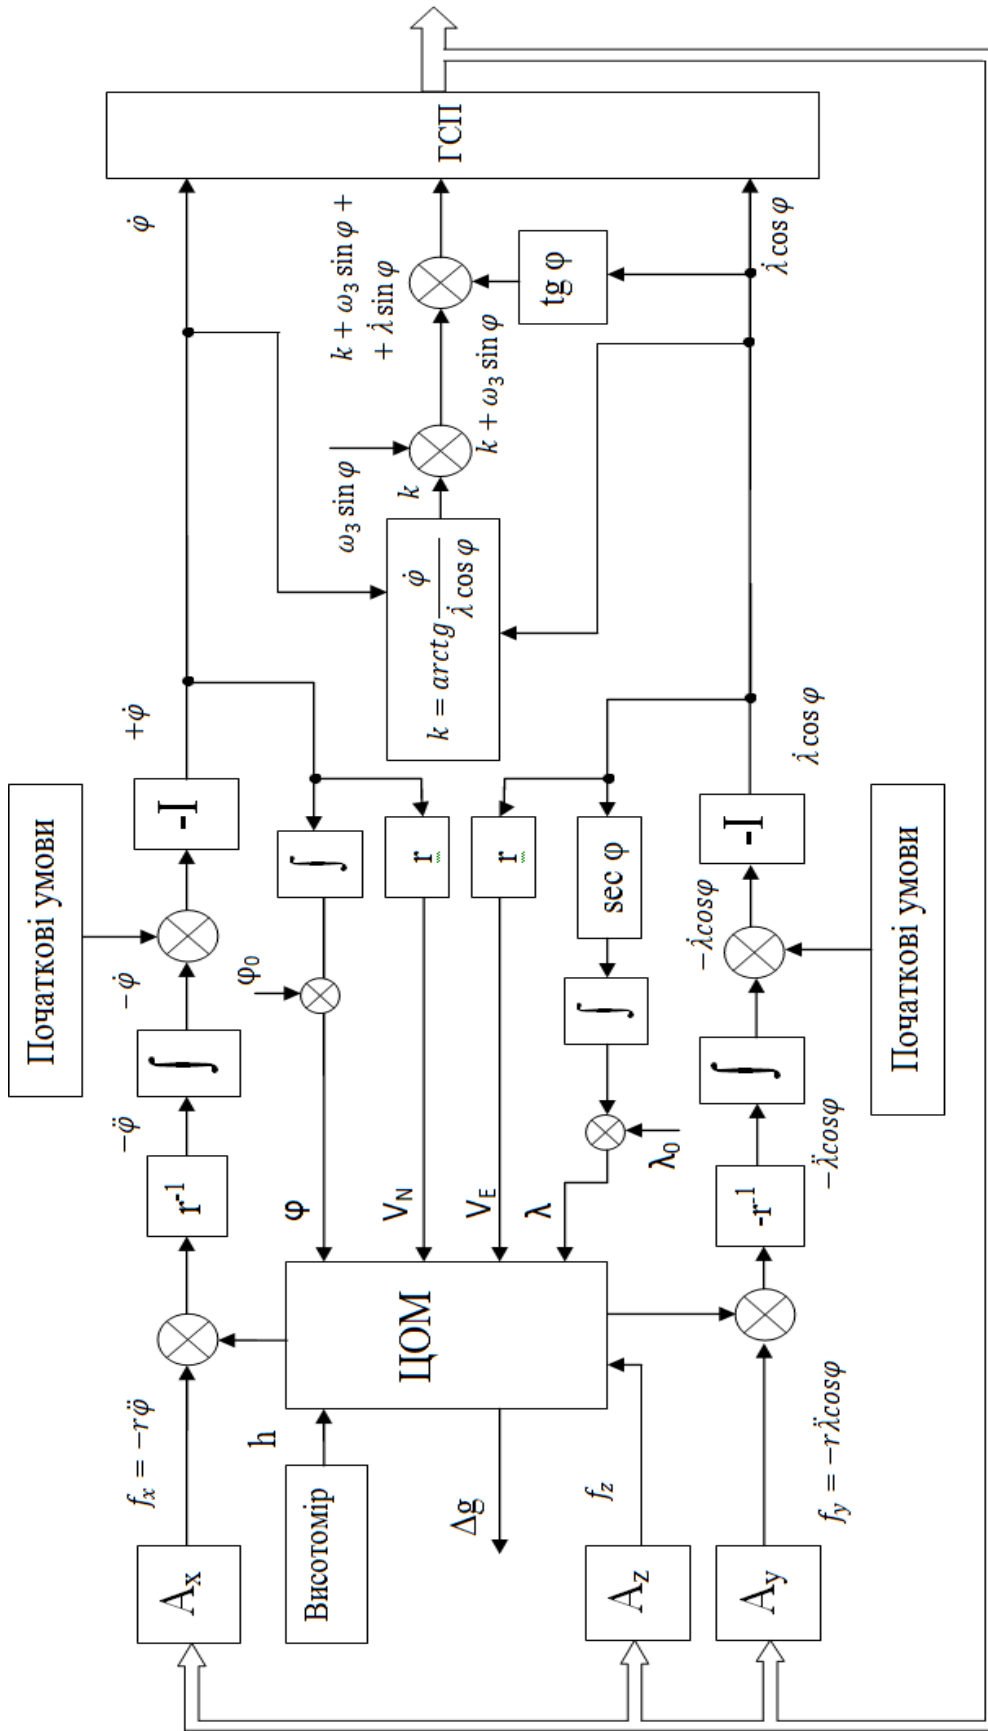 Початкові умови
f_x = −rφ̈
−φ̈
−φ̇
+φ̇
φ̇
A_x
r⁻¹
∫
-I
h
φ
φ₀
∫
ω₃ sin φ
k + ω₃ sin φ +
+ λ̇ sin φ
Висотомір
ЦОМ
V_N
r
k = arctg φ̇ / λ̇ cos φ
k
k + ω₃ sin φ
ГСП
Δg
V_E
r
tg φ
f_z
λ
∫
sec φ
A_z
λ₀
λ̇ cos φ
A_y
-r⁻¹
∫
-I
f_y = −rλ̈cosφ
−λ̈cosφ
−λ̇cosφ
λ̇ cos φ
Початкові умови